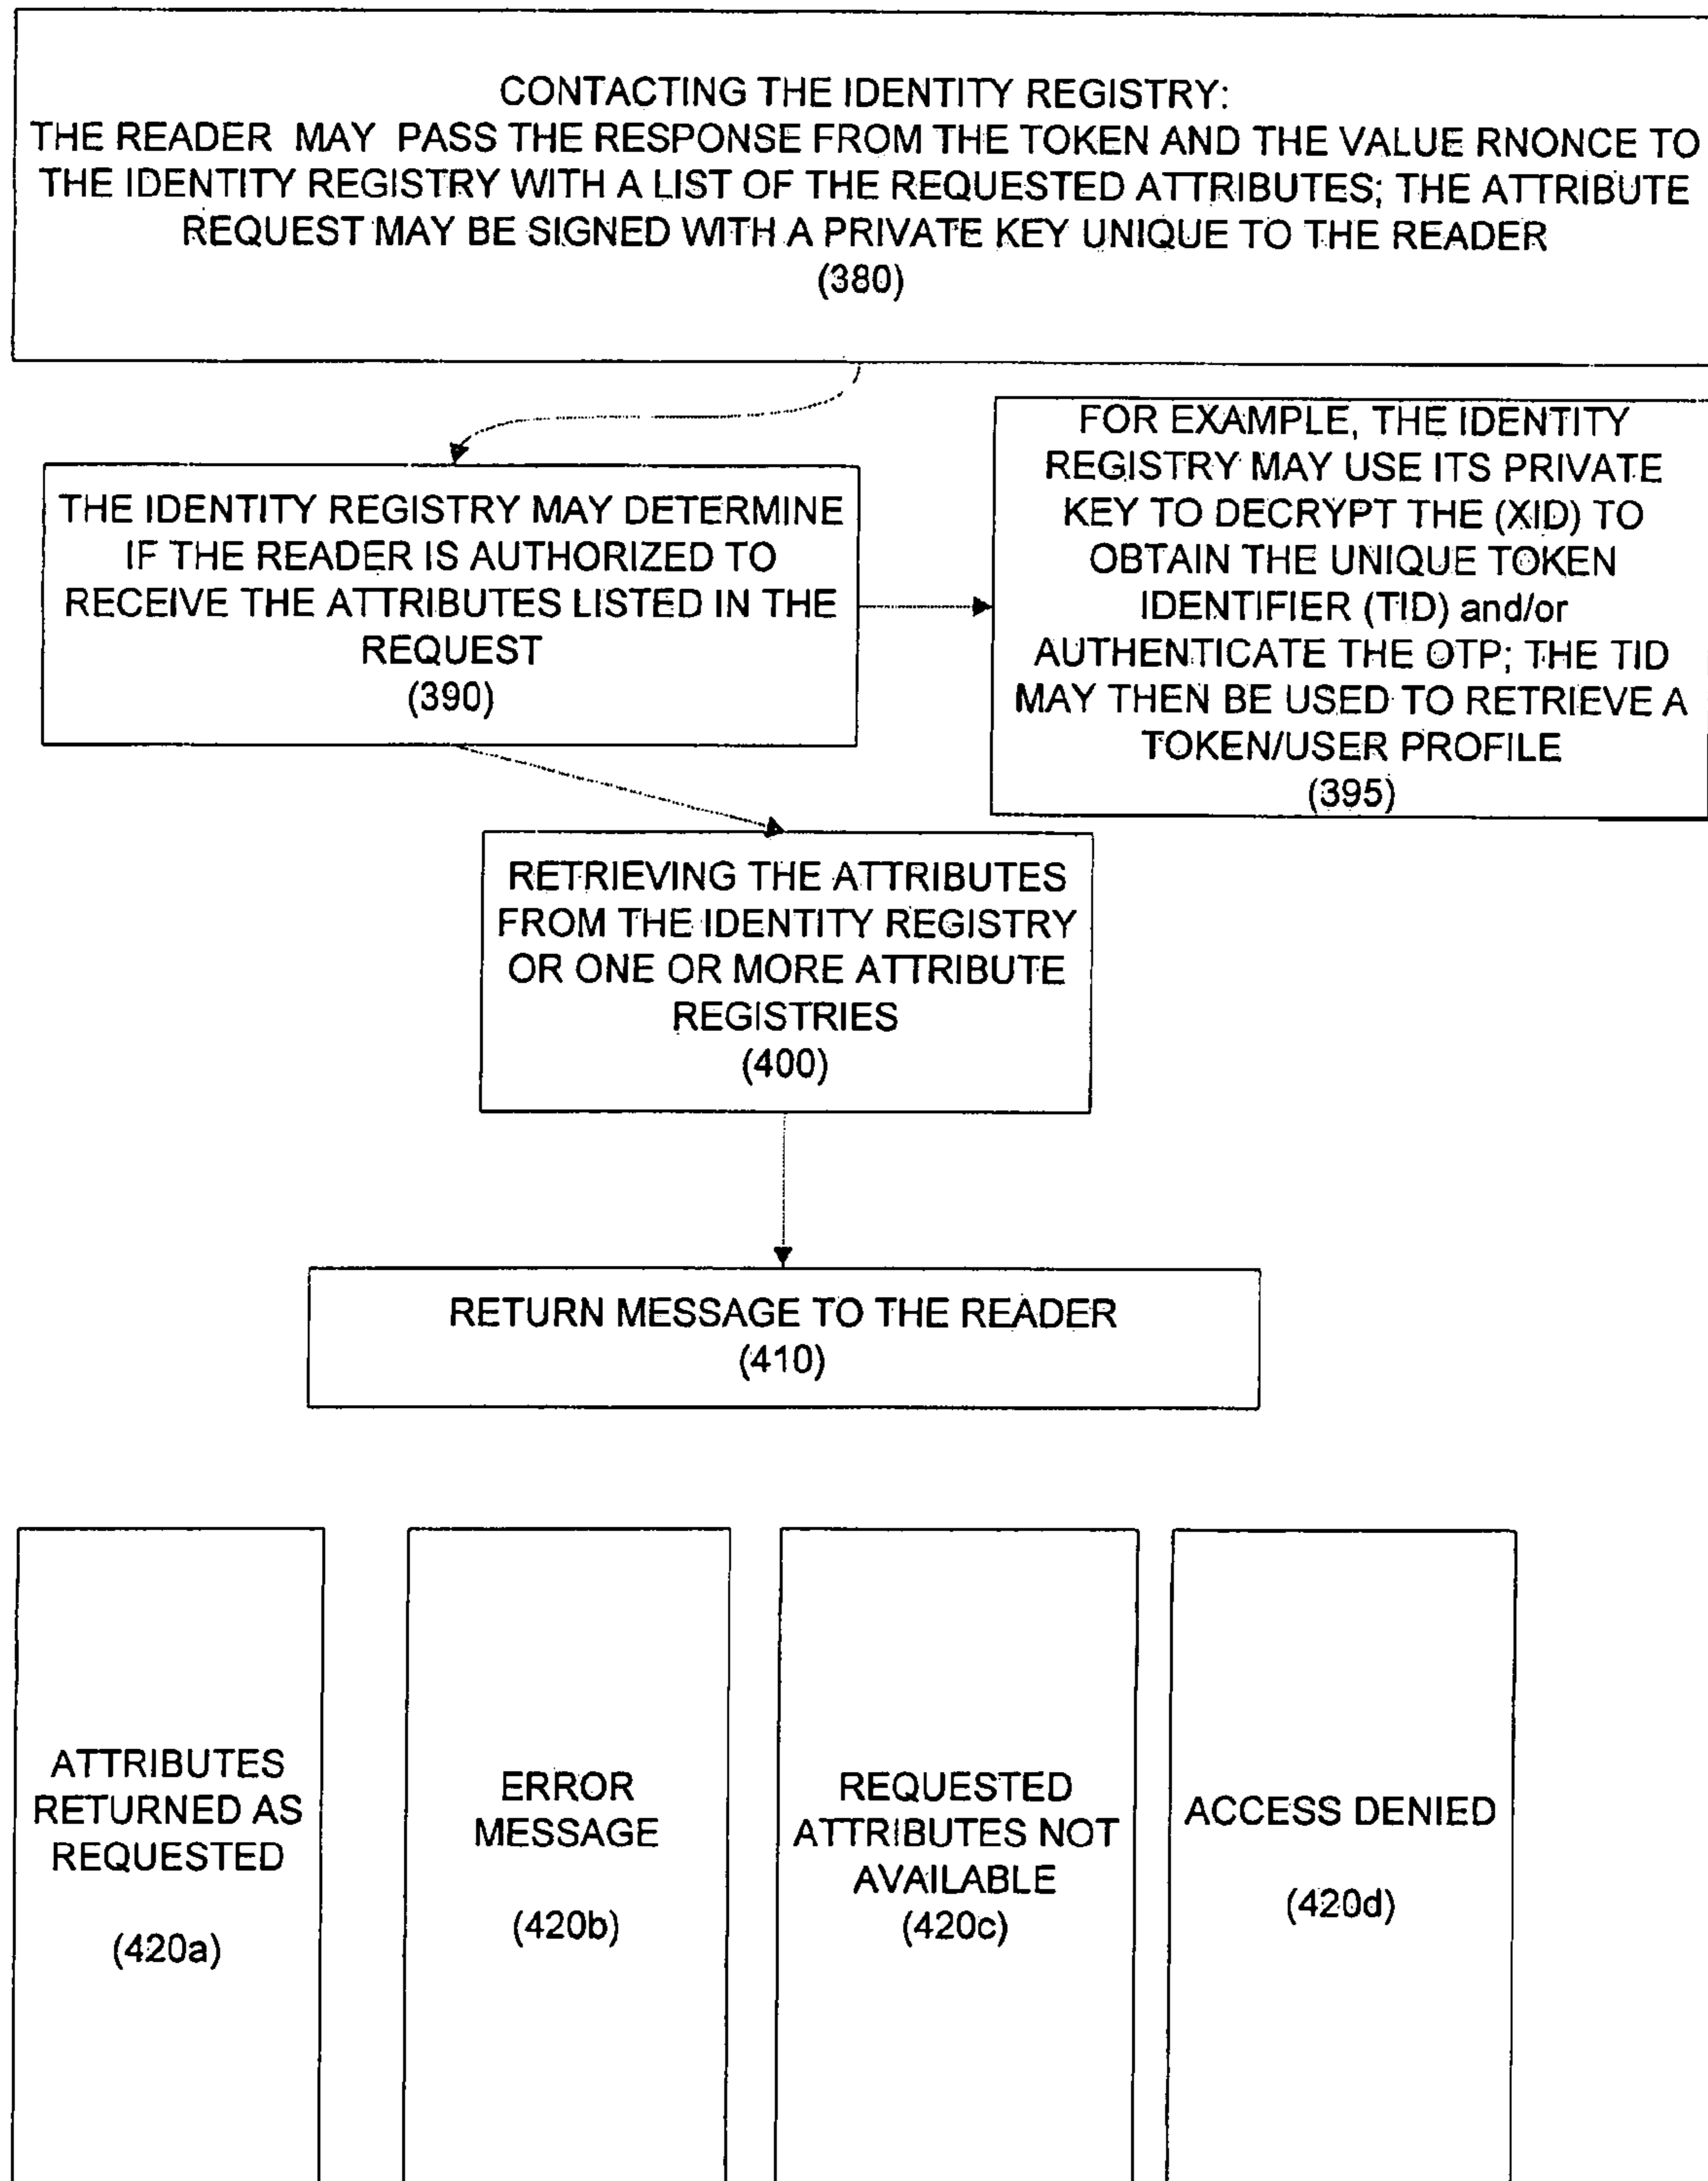 CONTACTING THE IDENTITY REGISTRY:
THE READER MAY PASS THE RESPONSE FROM THE TOKEN AND THE VALUE RNONCE TO
THE IDENTITY REGISTRY WITH A LIST OF THE REQUESTED ATTRIBUTES; THE ATTRIBUTE
REQUEST MAY BE SIGNED WITH A PRIVATE KEY UNIQUE TO THE READER
(380)
THE IDENTITY REGISTRY MAY DETERMINE
IF THE READER IS AUTHORIZED TO
RECEIVE THE ATTRIBUTES LISTED IN THE
REQUEST
(390)
FOR EXAMPLE, THE IDENTITY
REGISTRY MAY USE ITS PRIVATE
KEY TO DECRYPT THE (XID) TO
OBTAIN THE UNIQUE TOKEN
IDENTIFIER (TID) and/or
AUTHENTICATE THE OTP; THE TID
MAY THEN BE USED TO RETRIEVE A
TOKEN/USER PROFILE
(395)
RETRIEVING THE ATTRIBUTES
FROM THE IDENTITY REGISTRY
OR ONE OR MORE ATTRIBUTE
REGISTRIES
(400)
RETURN MESSAGE TO THE READER
(410)
ATTRIBUTES
RETURNED AS
REQUESTED
(420a)
ERROR
MESSAGE
(420b)
REQUESTED
ATTRIBUTES NOT
AVAILABLE
(420c)
ACCESS DENIED
(420d)